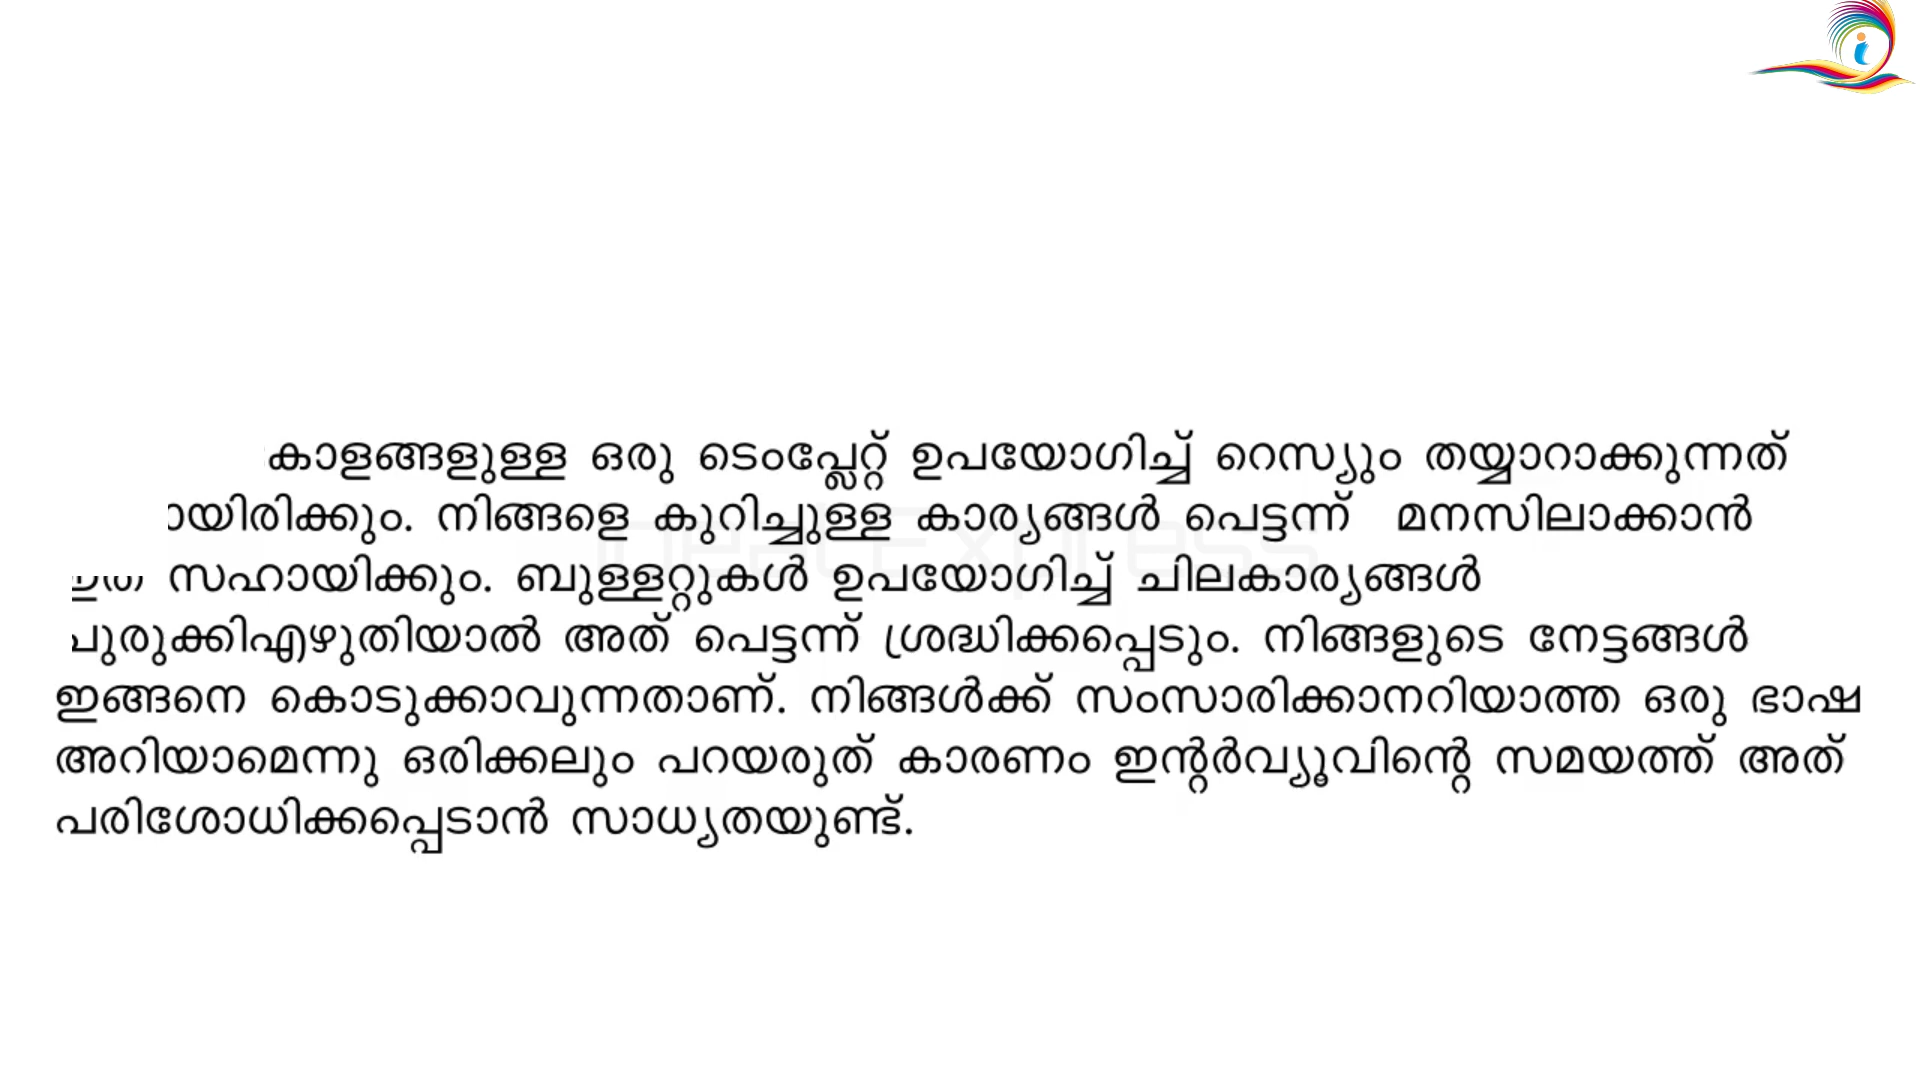 കാളങ്ങളുള്ള ഒരു ടെംപ്ലേറ്റ് ഉപയോഗിച്ച് റെസ്യും തയ്യാറാക്കുന്നത്
നിങ്ങളെ കുറിച്ചുള്ള കാര്യങ്ങൾ പെട്ടന്ന് മനസിലാക്കാൻ
സഹായിക്കും. ബുള്ളറ്റുകൾ ഉപയോഗിച്ച് ചിലകാര്യങ്ങൾ
ചുരുക്കിഎഴുതിയാൽ അത് പെട്ടന്ന് ശ്രദ്ധിക്കപ്പെടും. നിങ്ങളുടെ നേട്ടങ്ങൾ
ഇങ്ങനെ കൊടുക്കാവുന്നതാണ്. നിങ്ങൾക്ക് സംസാരിക്കാനറിയാത്ത ഒരു ഭാഷ
അറിയാമെന്നു ഒരിക്കലും പറയരുത് കാരണം ഇന്റർവ്യൂവിന്റെ സമയത്ത് അത്
പരിശോധിക്കപ്പെടാൻ സാധ്യതയുണ്ട്.